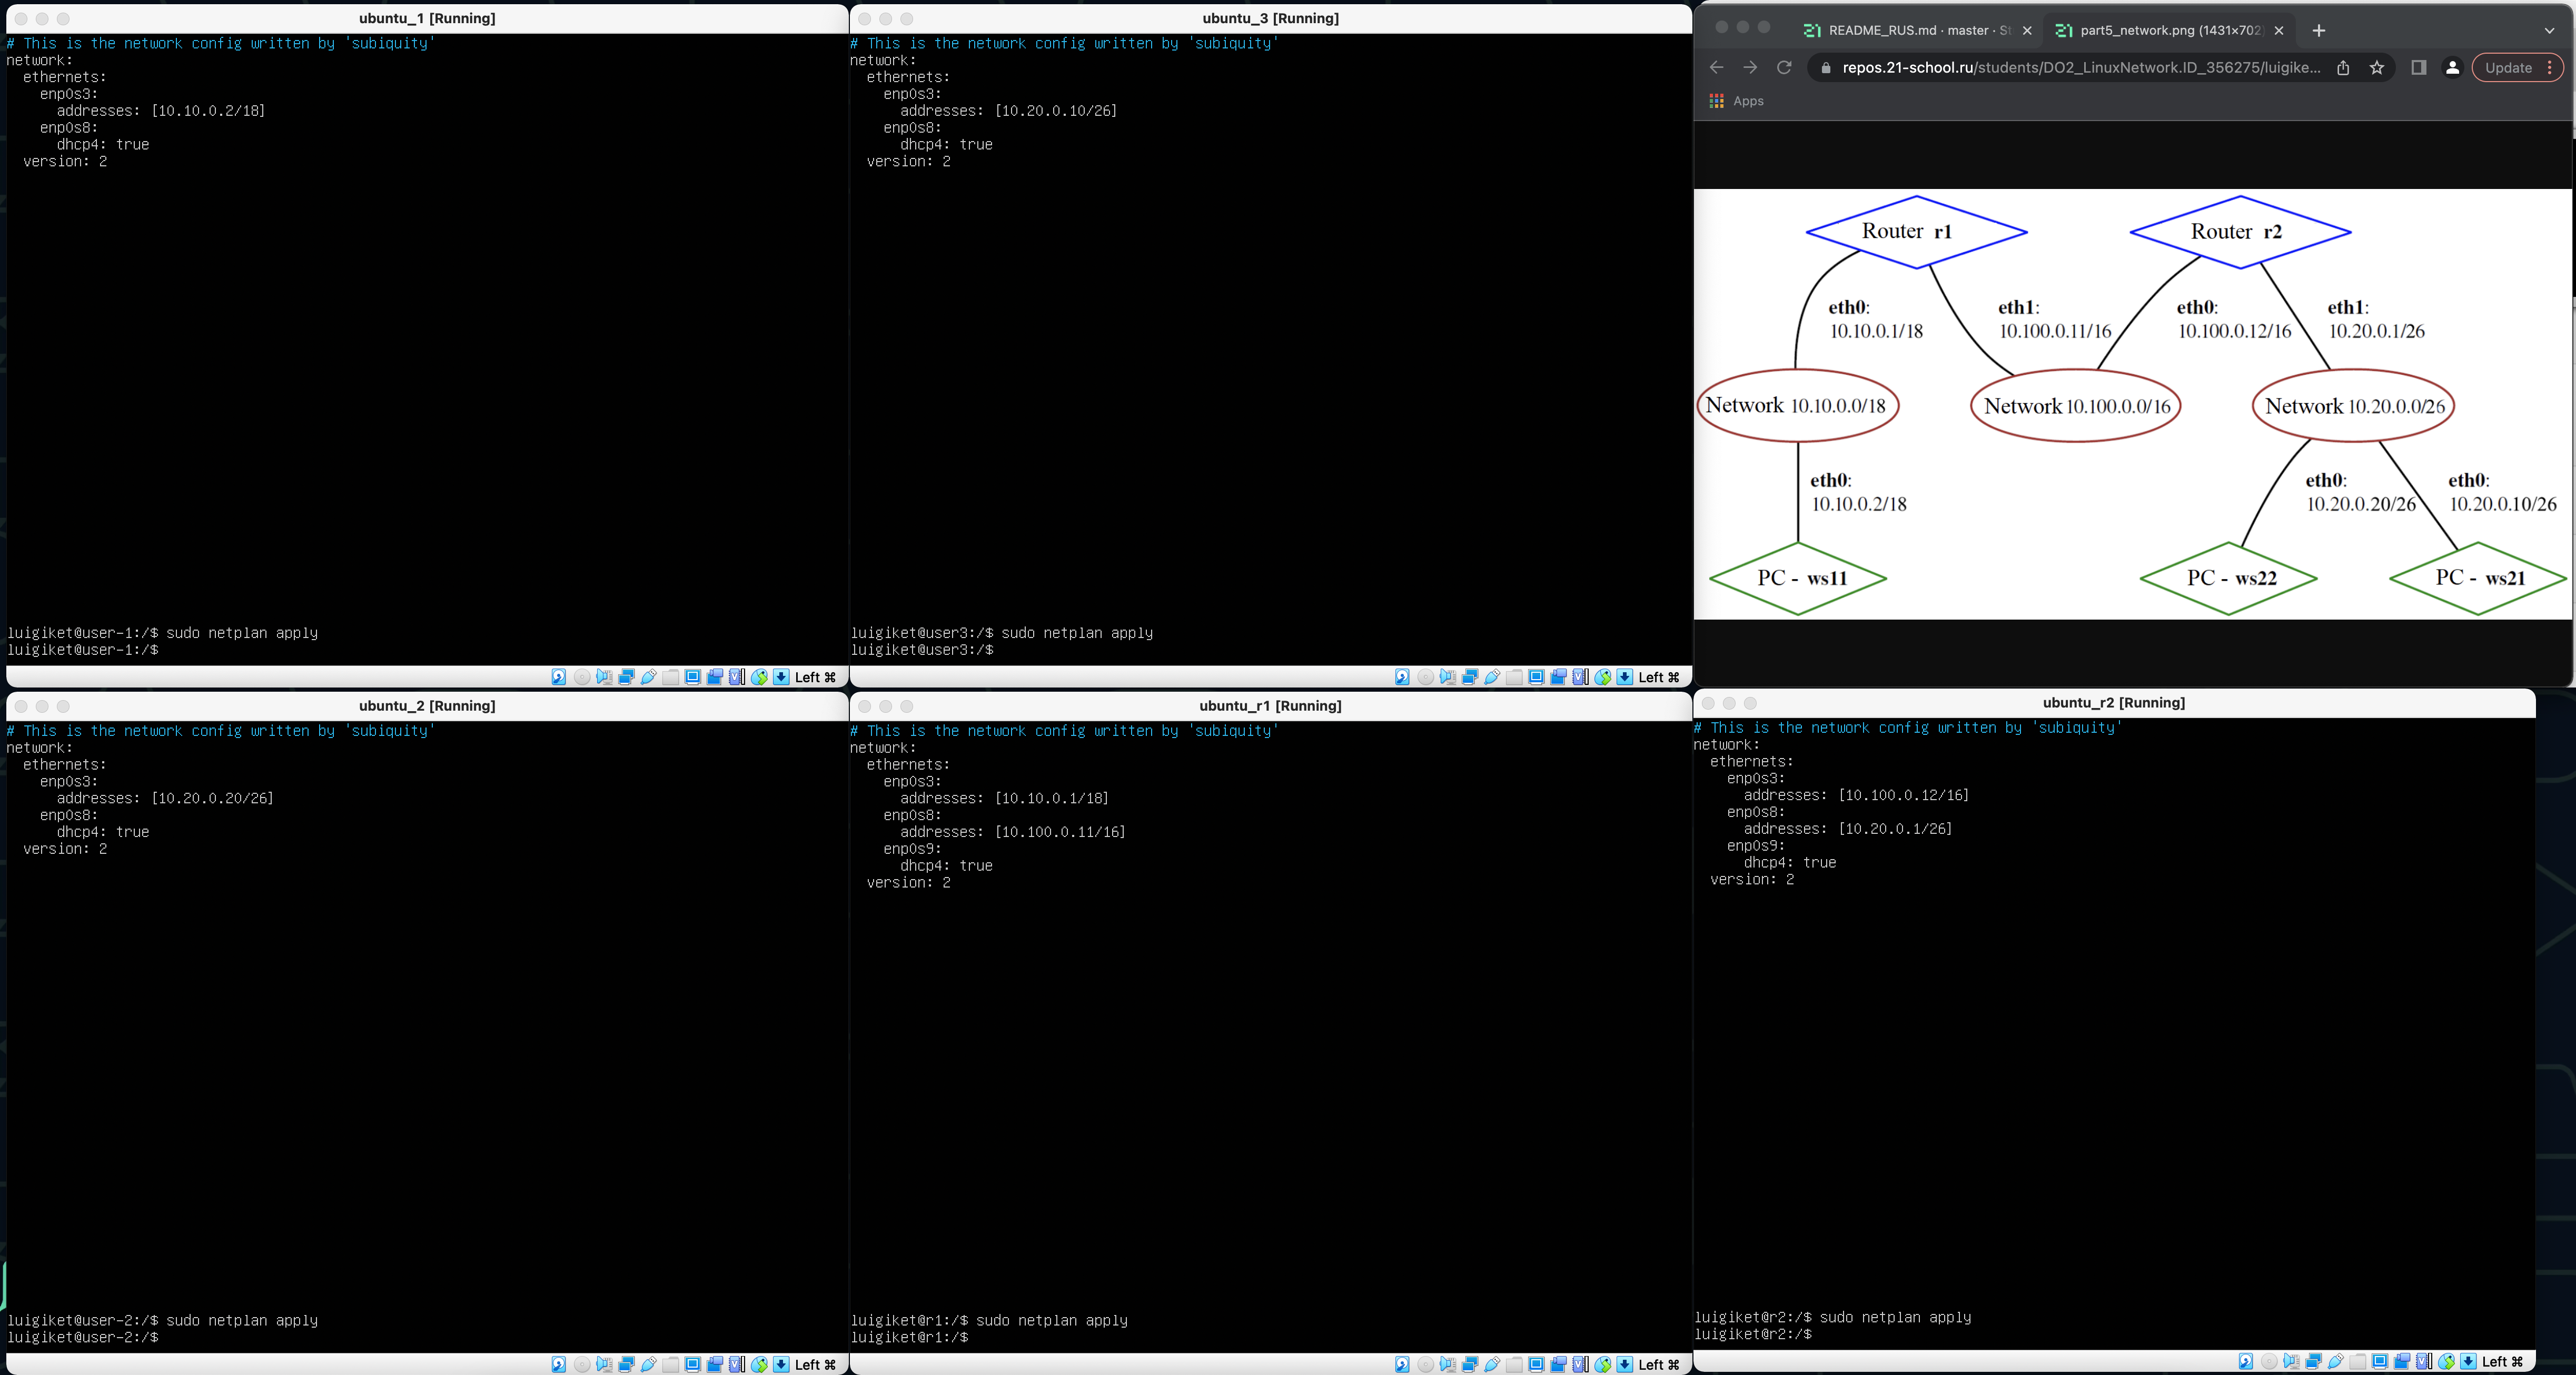 ubuntu_1 [Running]
# This is the network config written by 'subiquity'
network:
  ethernets:
    enp0s3:
      addresses: [10.10.0.2/18]
    enp0s8:
      dhcp4: true
  version: 2
luigiket@user-1:/$ sudo netplan apply
luigiket@user-1:/$
Left ⌘
ubuntu_3 [Running]
# This is the network config written by 'subiquity'
network:
  ethernets:
    enp0s3:
      addresses: [10.20.0.10/26]
    enp0s8:
      dhcp4: true
  version: 2
luigiket@user3:/$ sudo netplan apply
luigiket@user3:/$
Left ⌘
README_RUS.md · master · St
part5_network.png (1431×702)
repos.21-school.ru/students/DO2_LinuxNetwork.ID_356275/luigike...
Update
Apps
Router r1
Router r2
eth0:
10.10.0.1/18
eth1:
10.100.0.11/16
eth0:
10.100.0.12/16
eth1:
10.20.0.1/26
Network 10.10.0.0/18
Network 10.100.0.0/16
Network 10.20.0.0/26
eth0:
10.10.0.2/18
eth0:
10.20.0.20/26
eth0:
10.20.0.10/26
PC - ws11
PC - ws22
PC - ws21
ubuntu_2 [Running]
# This is the network config written by 'subiquity'
network:
  ethernets:
    enp0s3:
      addresses: [10.20.0.20/26]
    enp0s8:
      dhcp4: true
  version: 2
luigiket@user-2:/$ sudo netplan apply
luigiket@user-2:/$
Left ⌘
ubuntu_r1 [Running]
# This is the network config written by 'subiquity'
network:
  ethernets:
    enp0s3:
      addresses: [10.10.0.1/18]
    enp0s8:
      addresses: [10.100.0.11/16]
    enp0s9:
      dhcp4: true
  version: 2
luigiket@r1:/$ sudo netplan apply
luigiket@r1:/$
Left ⌘
ubuntu_r2 [Running]
# This is the network config written by 'subiquity'
network:
  ethernets:
    enp0s3:
      addresses: [10.100.0.12/16]
    enp0s8:
      addresses: [10.20.0.1/26]
    enp0s9:
      dhcp4: true
  version: 2
luigiket@r2:/$ sudo netplan apply
luigiket@r2:/$
Left ⌘